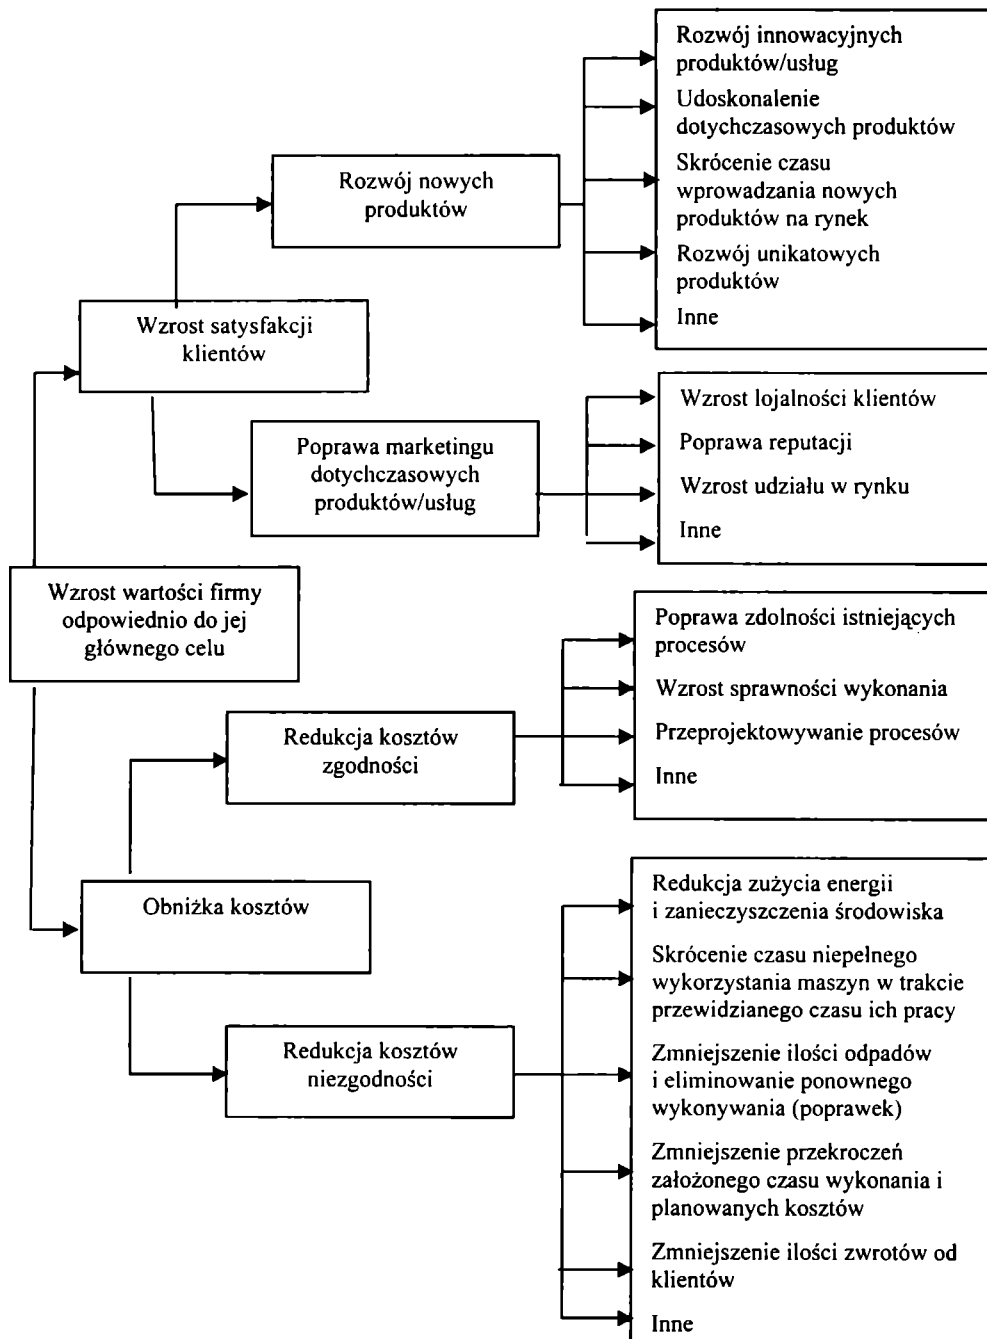 Rozwój innowacyjnych
produktów/usług
Udoskonalenie
dotychczasowych produktów
Skrócenie czasu
wprowadzania nowych
produktów na rynek
Rozwój unikatowych
produktów
Inne
Rozwój nowych
produktów
Wzrost satysfakcji
klientów
Wzrost lojalności klientów
Poprawa reputacji
Wzrost udziału w rynku
Inne
Poprawa marketingu
dotychczasowych
produktów/usług
Wzrost wartości firmy
odpowiednio do jej
głównego celu
Poprawa zdolności istniejących
procesów
Wzrost sprawności wykonania
Przeprojektowywanie procesów
Inne
Redukcja kosztów
zgodności
Obniżka kosztów
Redukcja zużycia energii
i zanieczyszczenia środowiska
Skrócenie czasu niepełnego
wykorzystania maszyn w trakcie
przewidzianego czasu ich pracy
Zmniejszenie ilości odpadów
i eliminowanie ponownego
wykonywania (poprawek)
Zmniejszenie przekroczeń
założonego czasu wykonania i
planowanych kosztów
Zmniejszenie ilości zwrotów od
klientów
Inne
Redukcja kosztów
niezgodności